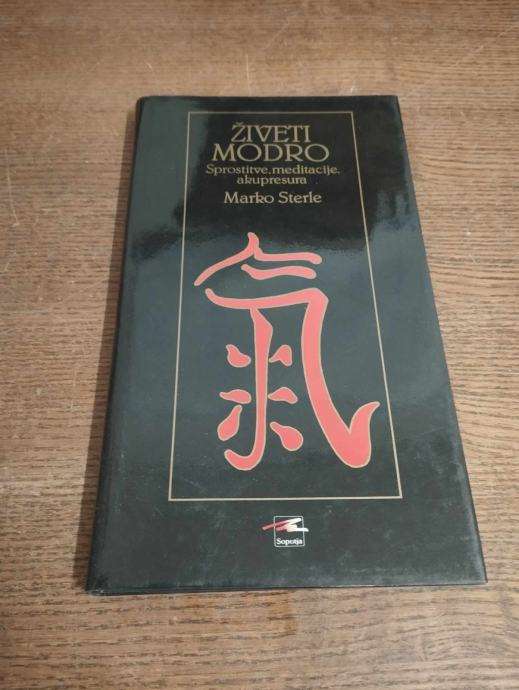 ŽIVETI
MODRO
Sprostitve, meditacije,
akupresura
Marko Sterle
氣
Sopotja